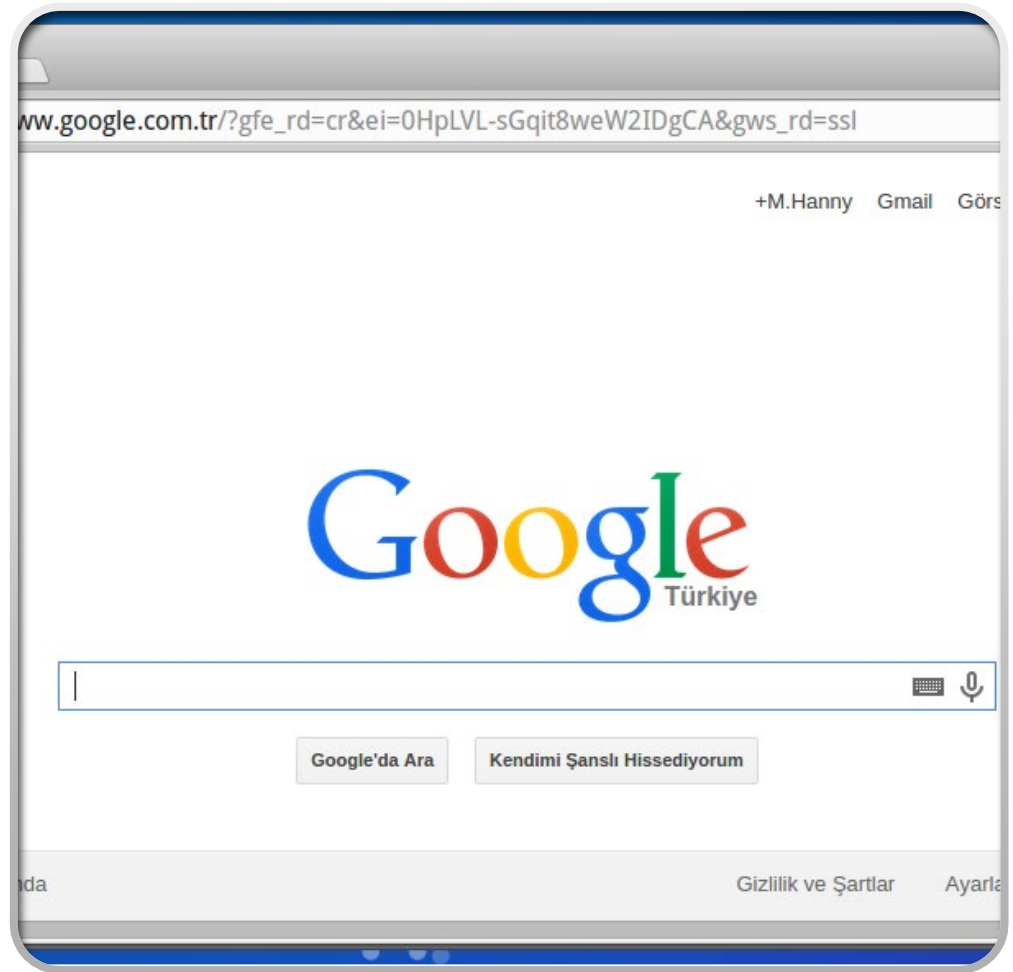 ww.google.com.tr/?gfe_rd=cr&ei=0HpLVL-sGqit8weW2IDgCA&gws_rd=ssl
+M.Hanny Gmail Görs
Google
Türkiye
Google'da Ara Kendimi Şanslı Hissediyorum
nda Gizlilik ve Şartlar Ayarla